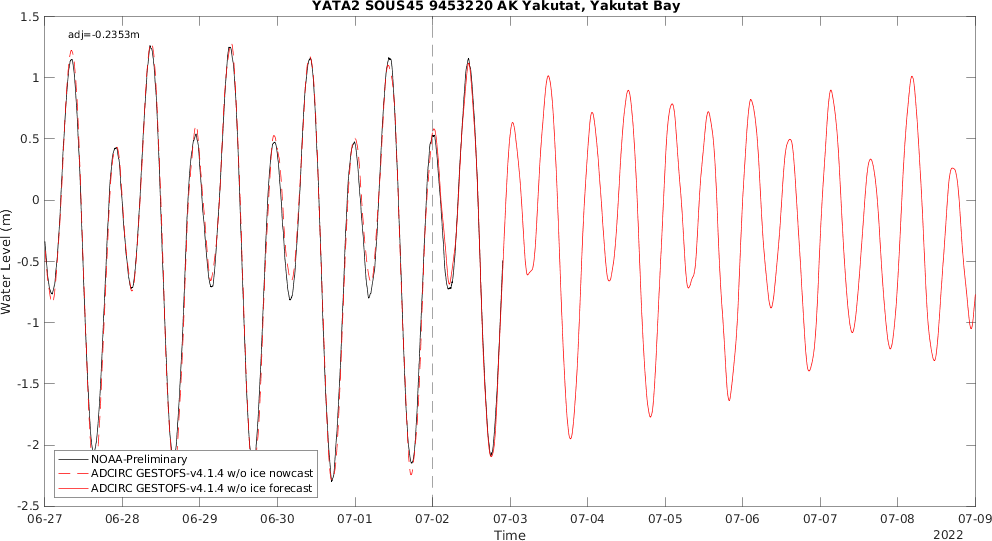 YATA2 SOUS45 9453220 AK Yakutat, Yakutat Bay
adj=-0.2353m
1.5
1
0.5
0
-0.5
-1
-1.5
-2
-2.5
Water Level (m)
NOAA-Preliminary
ADCIRC GESTOFS-v4.1.4 w/o ice nowcast
ADCIRC GESTOFS-v4.1.4 w/o ice forecast
06-27 06-28 06-29 06-30 07-01 07-02 07-03 07-04 07-05 07-06 07-07 07-08 07-09
Time
2022